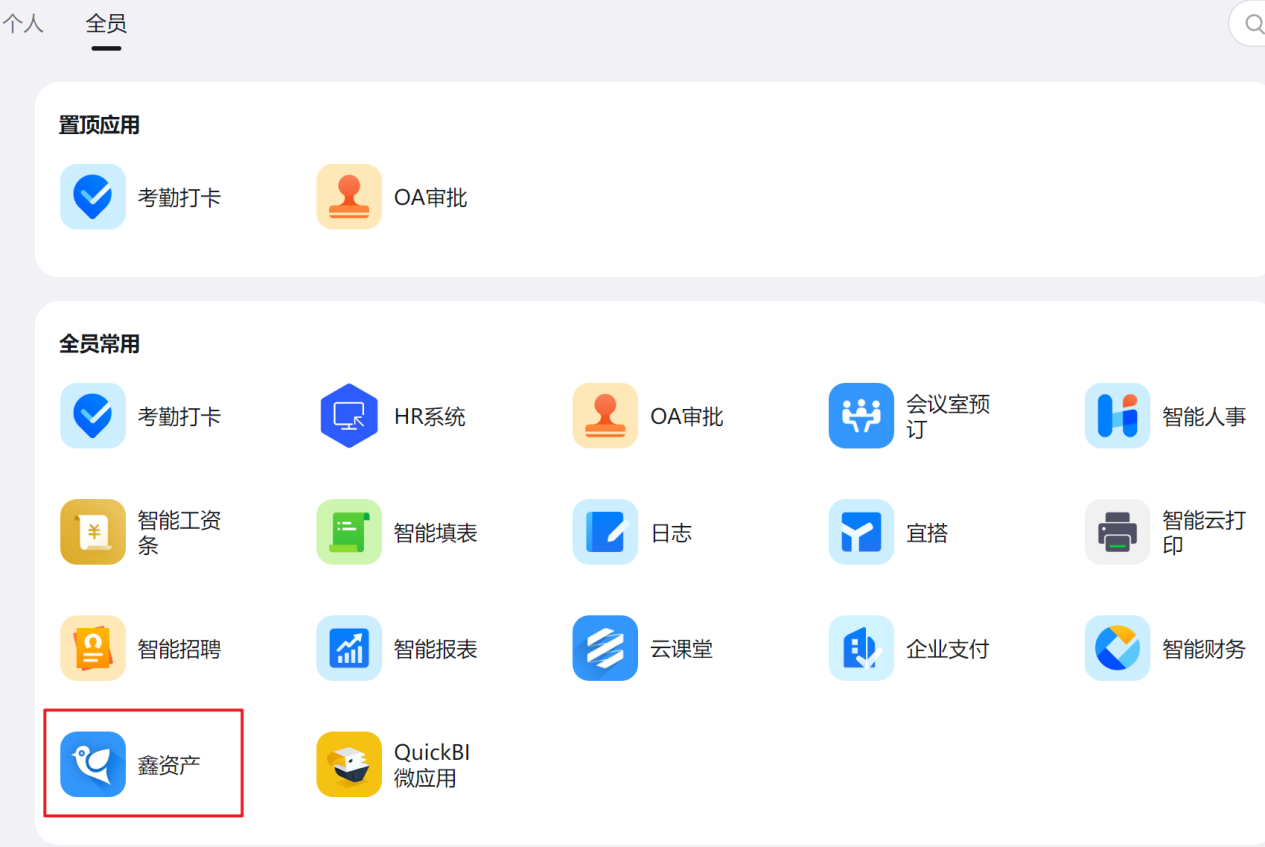 个人
全员
置顶应用
考勤打卡
OA审批
全员常用
考勤打卡
HR系统
OA审批
会议室预
订
智能人事
智能工资
条
智能填表
日志
宜搭
智能云打
印
智能招聘
智能报表
云课堂
企业支付
智能财务
鑫资产
QuickBI
微应用